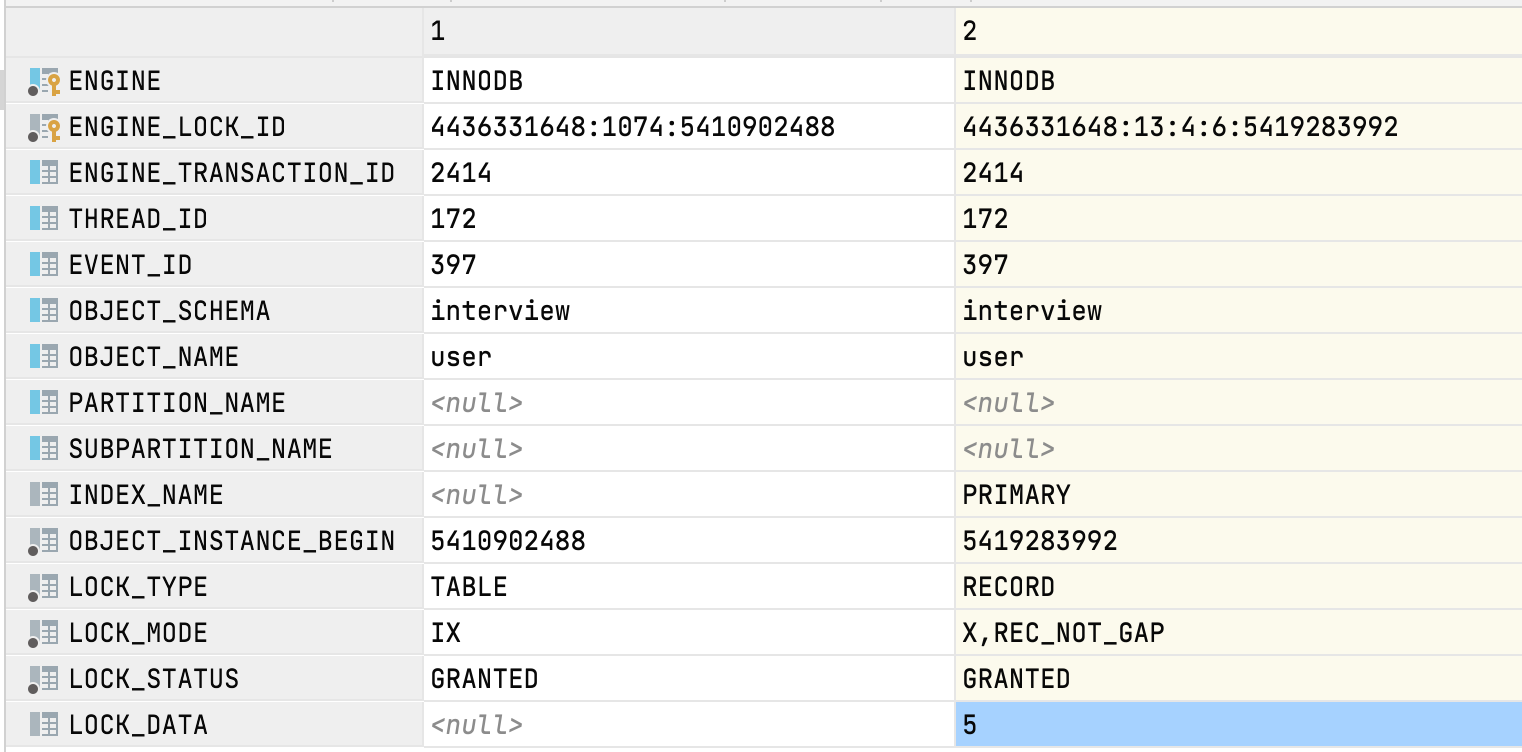 1 2
ENGINE INNODB INNODB
ENGINE_LOCK_ID 4436331648:1074:5410902488 4436331648:13:4:6:5419283992
ENGINE_TRANSACTION_ID 2414 2414
THREAD_ID 172 172
EVENT_ID 397 397
OBJECT_SCHEMA interview interview
OBJECT_NAME user user
PARTITION_NAME <null> <null>
SUBPARTITION_NAME <null> <null>
INDEX_NAME <null> PRIMARY
OBJECT_INSTANCE_BEGIN 5410902488 5419283992
LOCK_TYPE TABLE RECORD
LOCK_MODE IX X,REC_NOT_GAP
LOCK_STATUS GRANTED GRANTED
LOCK_DATA <null> 5